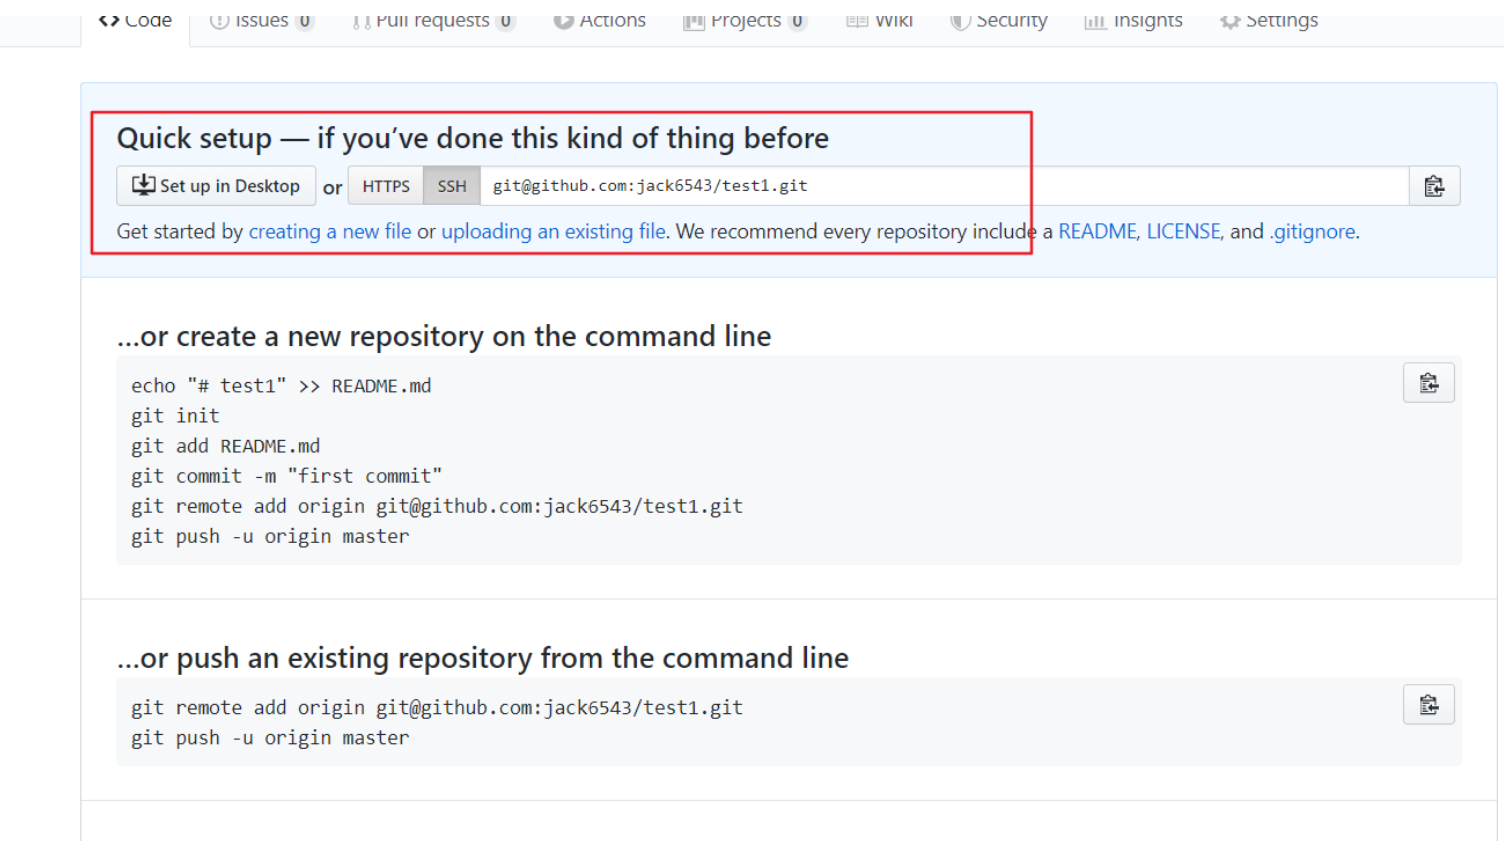 Code Issues 0 Pull requests 0 Actions Projects 0 Wiki Security Insights Settings
Quick setup — if you’ve done this kind of thing before
Set up in Desktop or HTTPS SSH git@github.com:jack6543/test1.git
Get started by creating a new file or uploading an existing file. We recommend every repository include a README, LICENSE, and .gitignore.
…or create a new repository on the command line
echo "# test1" >> README.md
git init
git add README.md
git commit -m "first commit"
git remote add origin git@github.com:jack6543/test1.git
git push -u origin master
…or push an existing repository from the command line
git remote add origin git@github.com:jack6543/test1.git
git push -u origin master